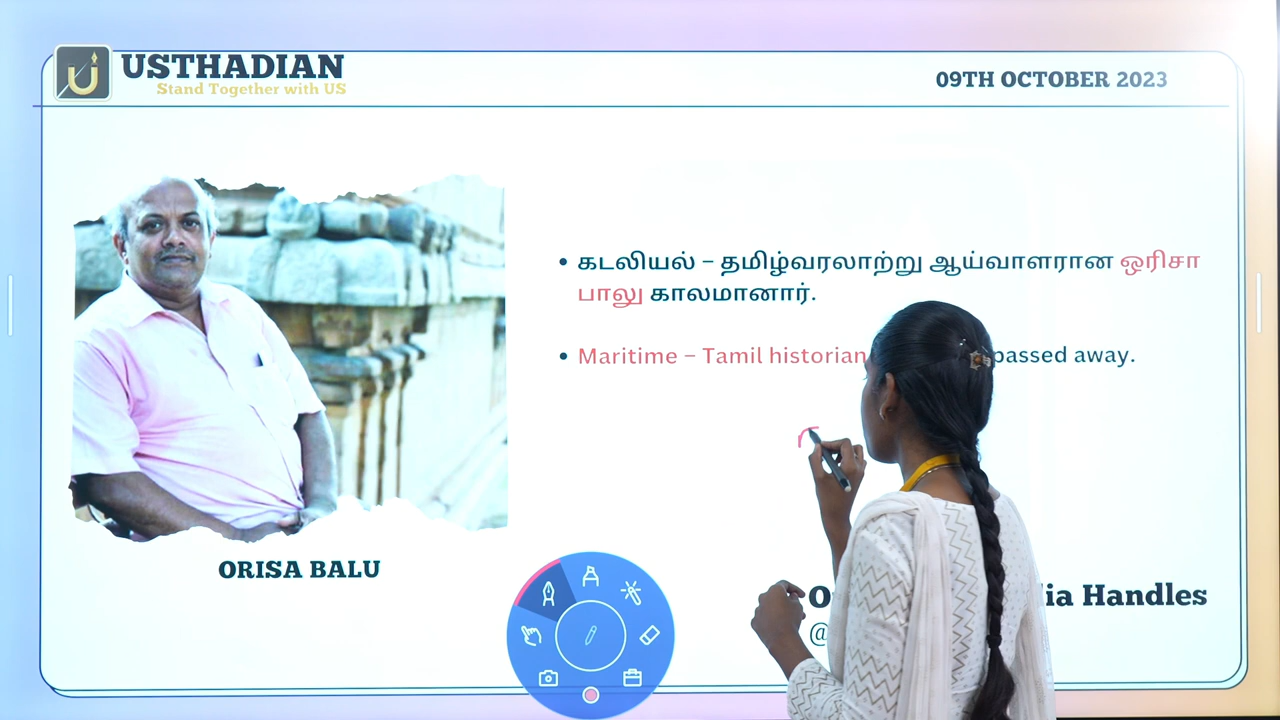 USTHADIAN
Stand Together with US
09TH OCTOBER 2023
• கடலியல் – தமிழ்வரலாற்று ஆய்வாளரான ஒரிசா
பாலு காலமானார்.
• Maritime – Tamil historian passed away.
ORISA BALU
Handles
@